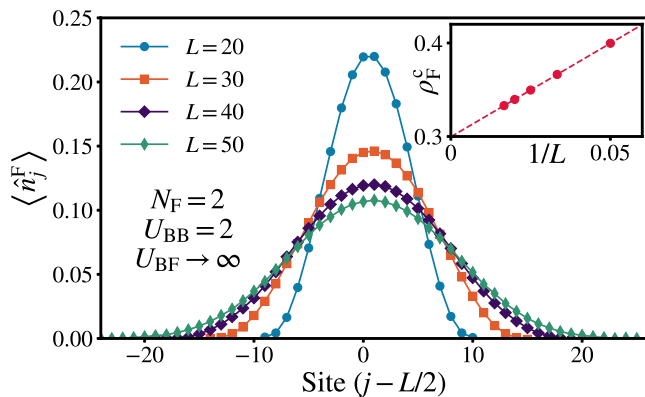 0.25
0.20
0.15
0.10
0.05
0.00
⟨n̂ⱼᶠ⟩
L = 20
L = 30
L = 40
L = 50
N_F = 2
U_BB = 2
U_BF → ∞
0.4
0.3
ρ_F^c
0
1/L
0.05
−20
−10
0
10
20
Site (j − L/2)